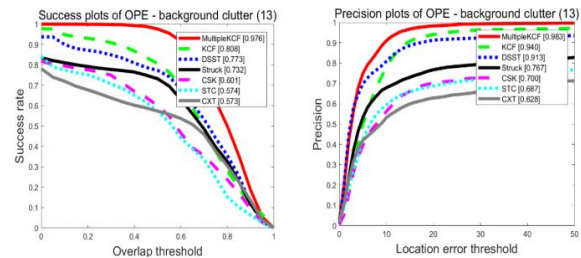 Success plots of OPE - background clutter (13)
MultipleKCF [0.976]
KCF [0.808]
DSST [0.773]
Struck [0.732]
CSK [0.601]
STC [0.574]
CXT [0.573]
Success rate
1
0.9
0.8
0.7
0.6
0.5
0.4
0.3
0.2
0.1
0
0 0.2 0.4 0.6 0.8 1
Overlap threshold
Precision plots of OPE - background clutter (13)
MultipleKCF [0.983]
KCF [0.940]
DSST [0.913]
Struck [0.767]
CSK [0.700]
STC [0.687]
CXT [0.628]
Precision
1
0.9
0.8
0.7
0.6
0.5
0.4
0.3
0.2
0.1
0
0 10 20 30 40 50
Location error threshold